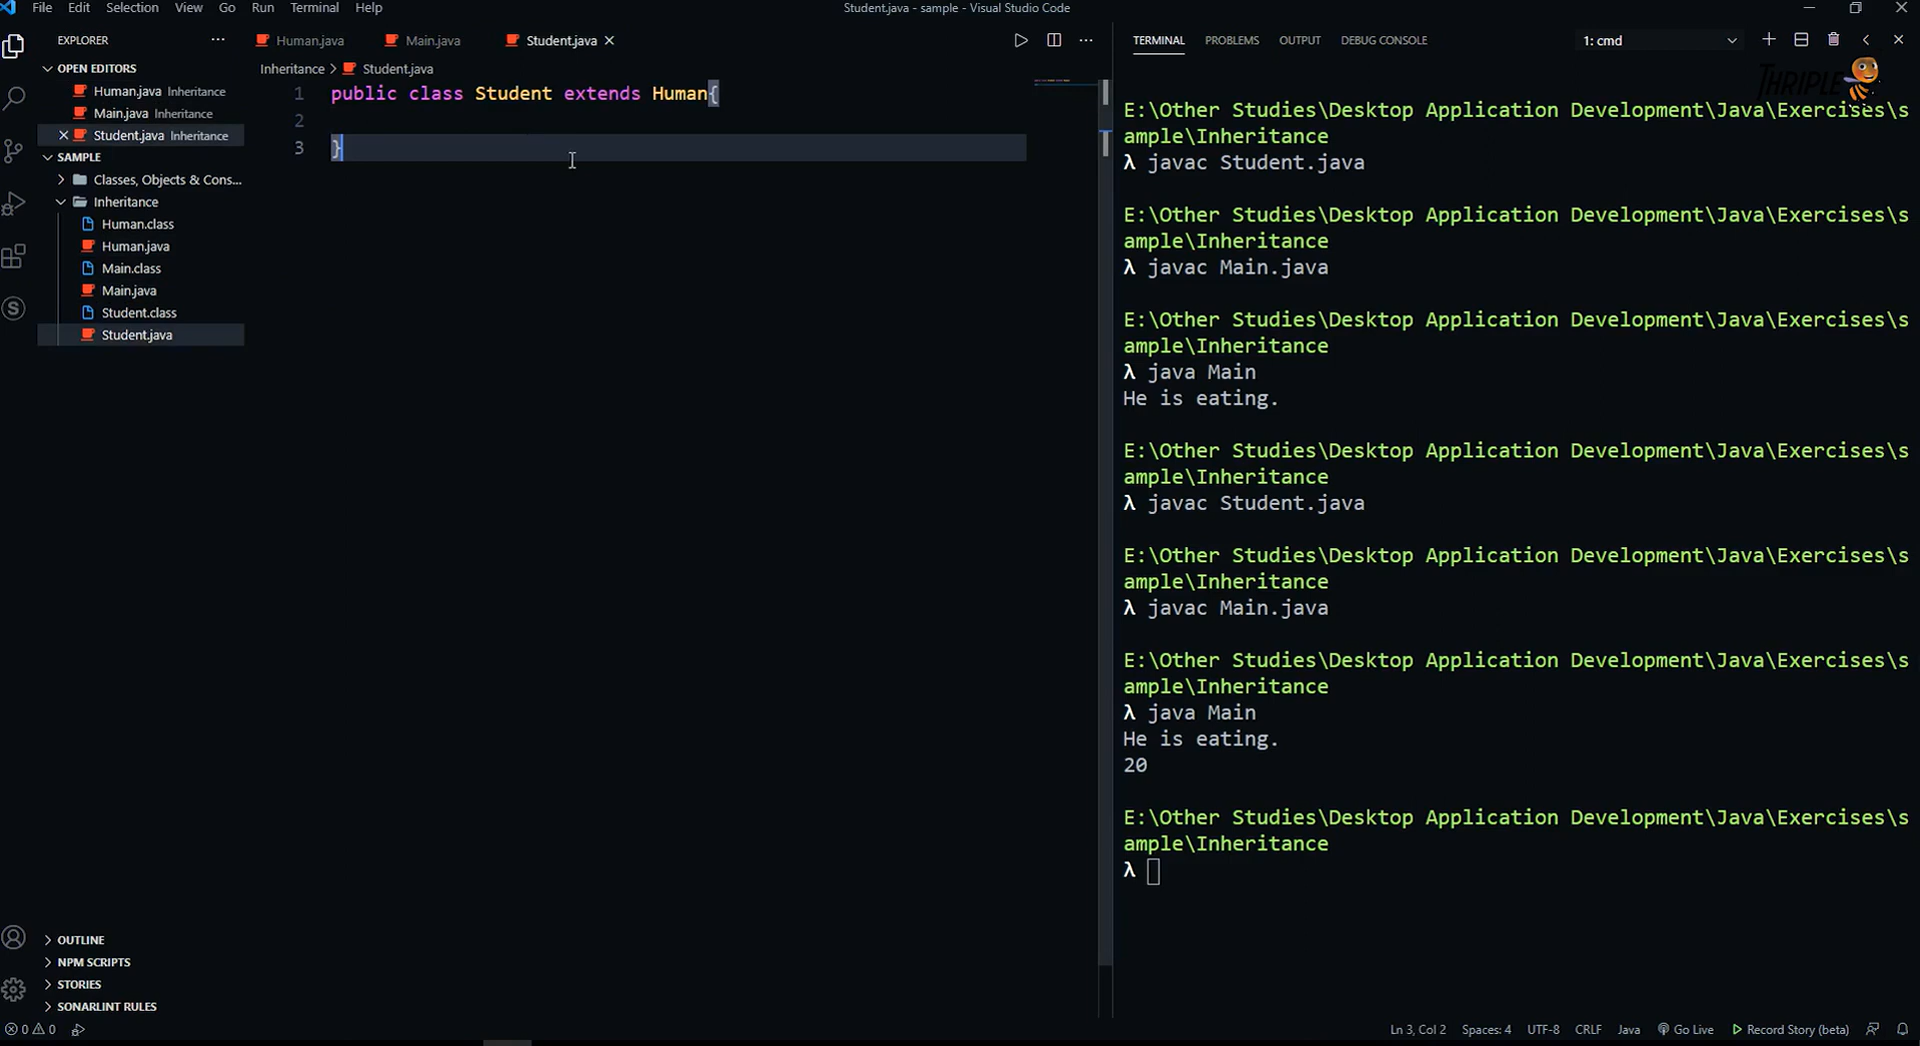 File Edit Selection View Go Run Terminal Help
Student.java - sample - Visual Studio Code
EXPLORER
OPEN EDITORS
Human.java Inheritance
Main.java Inheritance
Student.java Inheritance
SAMPLE
Classes, Objects & Cons...
Inheritance
Human.class
Human.java
Main.class
Main.java
Student.class
Student.java
OUTLINE
NPM SCRIPTS
STORIES
SONARLINT RULES
Human.java Main.java Student.java
Inheritance > Student.java
1 public class Student extends Human{
2
3 }
TERMINAL PROBLEMS OUTPUT DEBUG CONSOLE
1: cmd
THRIPLE
E:\Other Studies\Desktop Application Development\Java\Exercises\s
ample\Inheritance
λ javac Student.java
E:\Other Studies\Desktop Application Development\Java\Exercises\s
ample\Inheritance
λ javac Main.java
E:\Other Studies\Desktop Application Development\Java\Exercises\s
ample\Inheritance
λ java Main
He is eating.
E:\Other Studies\Desktop Application Development\Java\Exercises\s
ample\Inheritance
λ javac Student.java
E:\Other Studies\Desktop Application Development\Java\Exercises\s
ample\Inheritance
λ javac Main.java
E:\Other Studies\Desktop Application Development\Java\Exercises\s
ample\Inheritance
λ java Main
He is eating.
20
E:\Other Studies\Desktop Application Development\Java\Exercises\s
ample\Inheritance
λ
0 0
Ln 3, Col 2 Spaces: 4 UTF-8 CRLF Java Go Live Record Story (beta)